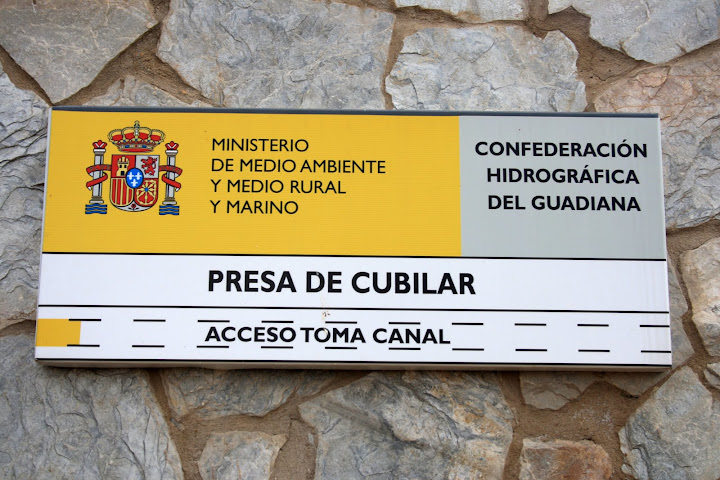 MINISTERIO
DE MEDIO AMBIENTE
Y MEDIO RURAL
Y MARINO
CONFEDERACIÓN
HIDROGRÁFICA
DEL GUADIANA
PRESA DE CUBILAR
ACCESO TOMA CANAL